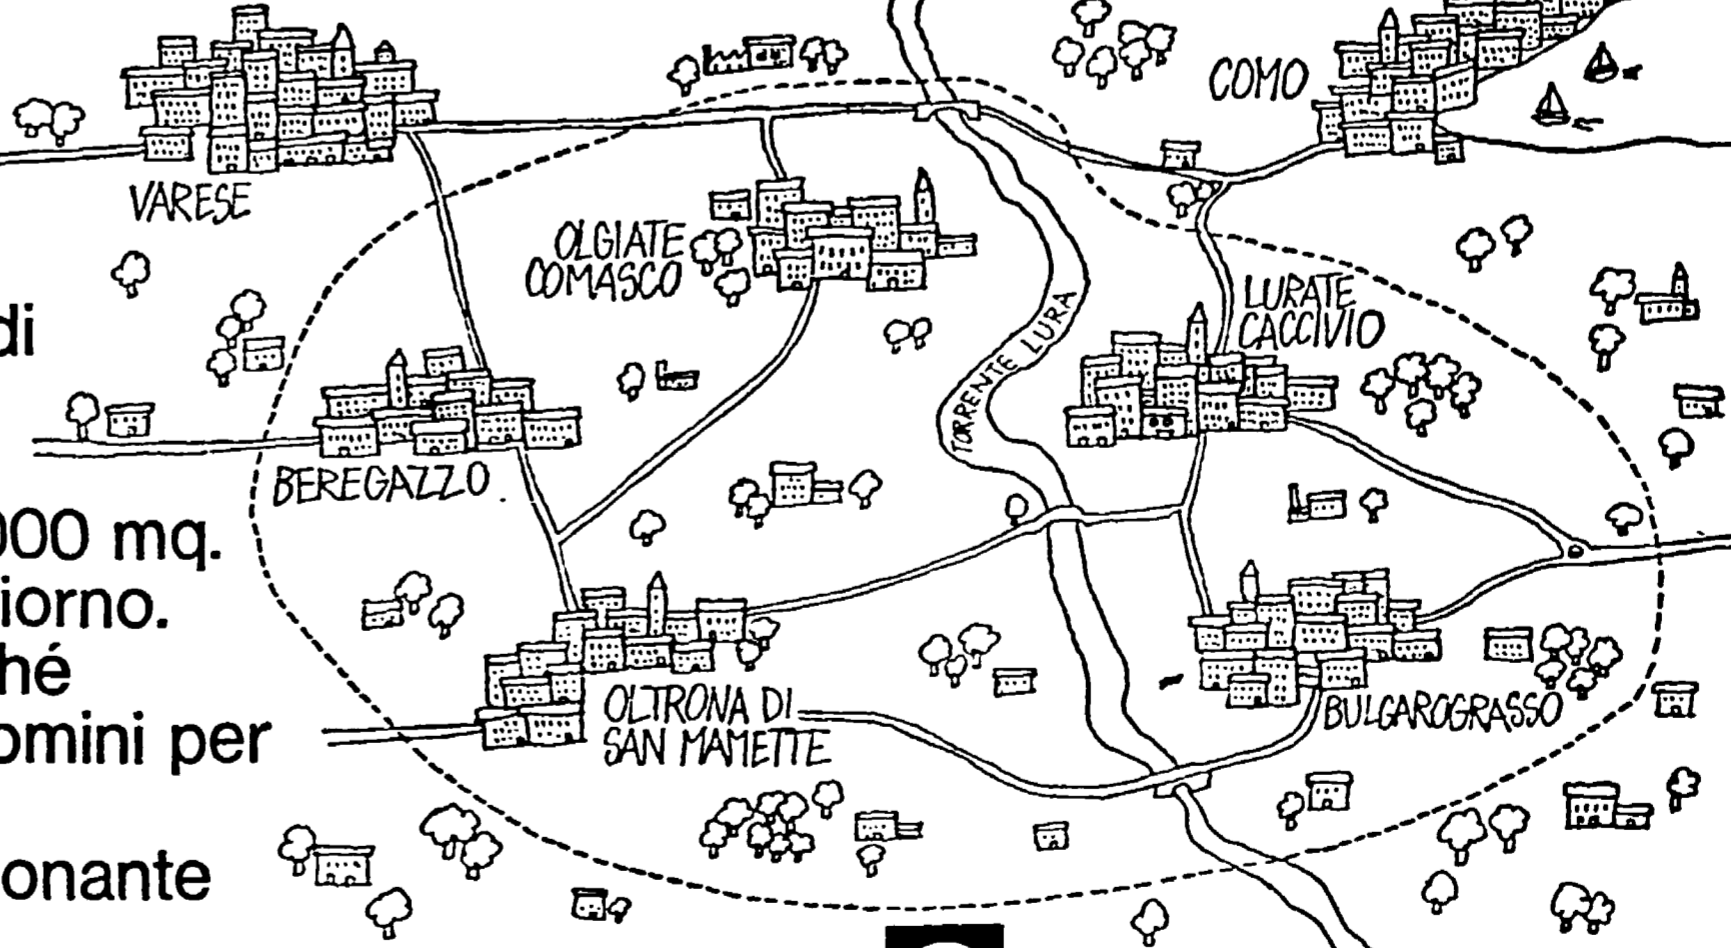 COMO
VARESE
OLGIATE
COMASCO
LURATE
CACCIVIO
TORRENTE LURA
BEREGAZZO
OLTRONA DI
SAN MAMETTE
BULGAROGRASSO
di
000 mq.
iorno.
hé
omini per
onante